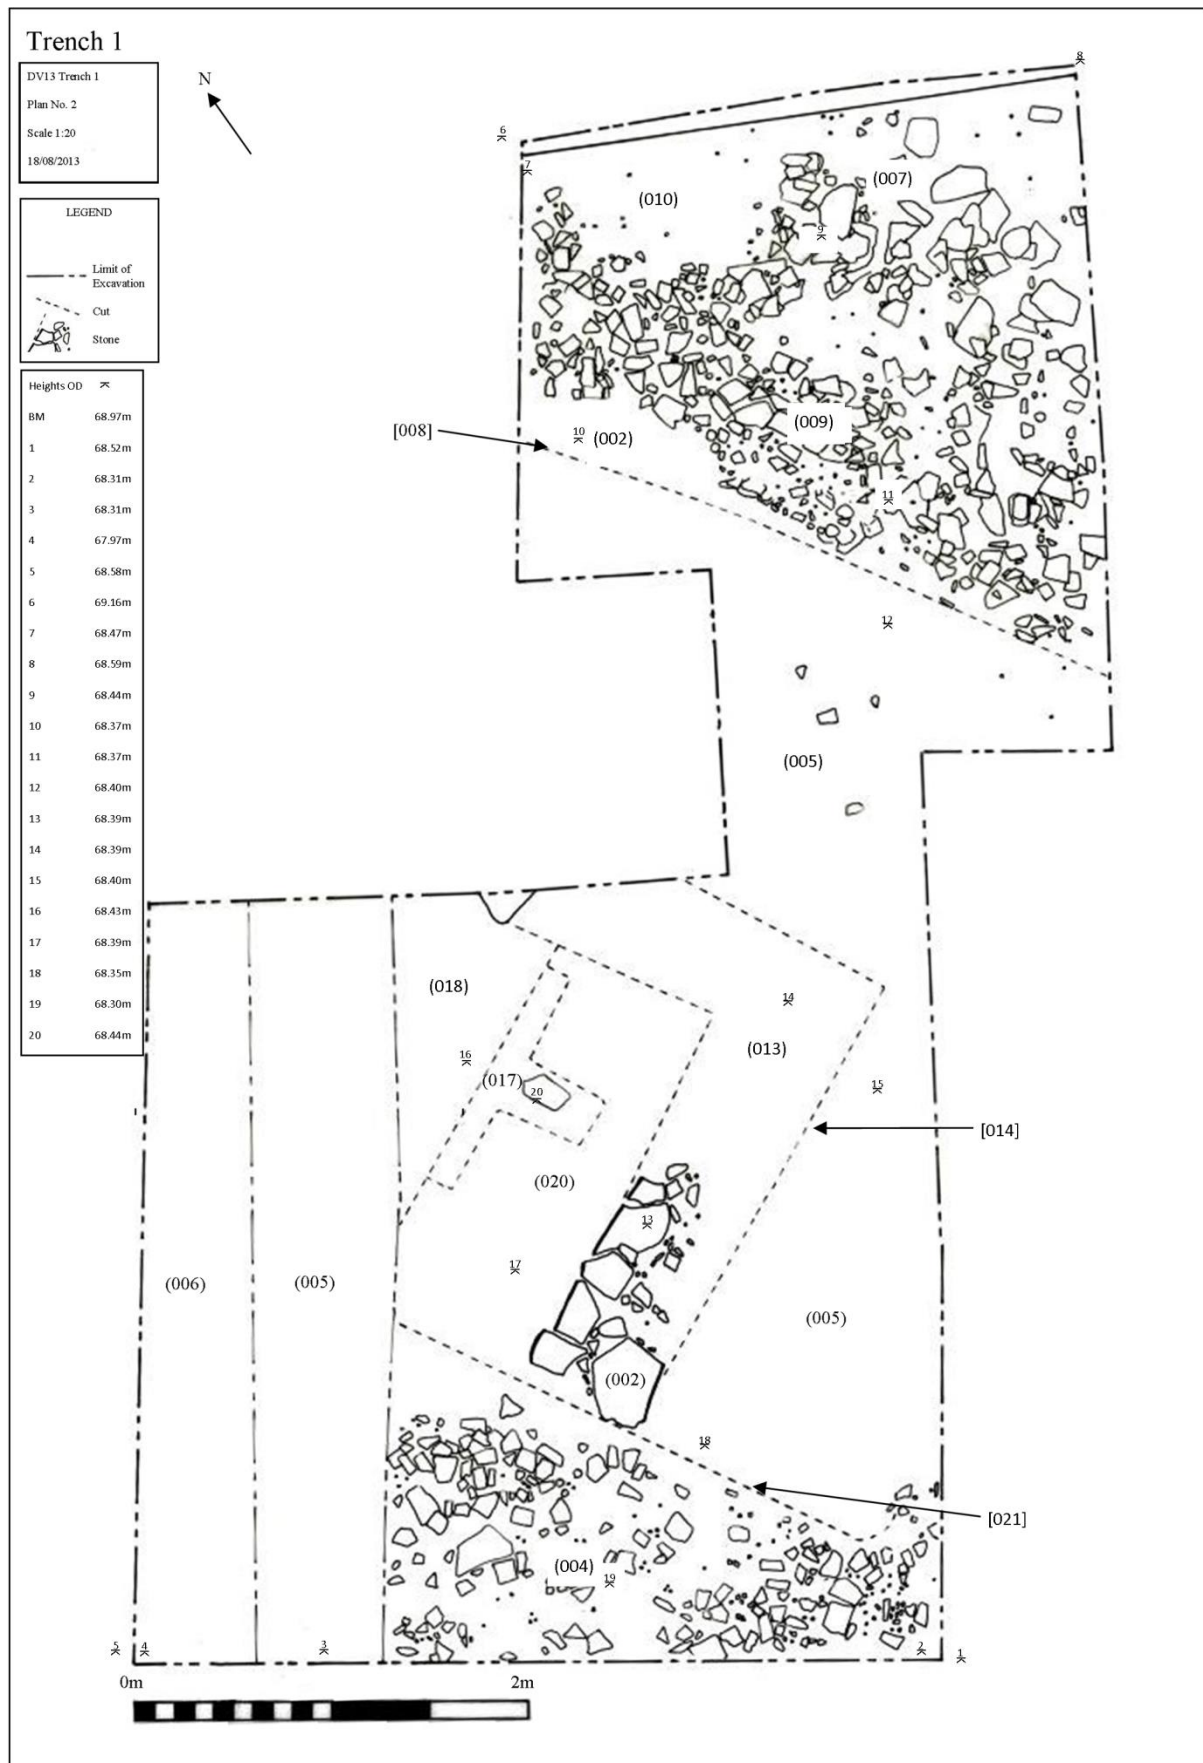 Trench 1
DV13 Trench 1
Plan No. 2
Scale 1:20
18/08/2013
N
LEGEND
Limit of
Excavation
Cut
Stone
Heights OD
BM 68.97m
1 68.52m
2 68.31m
3 68.31m
4 67.97m
5 68.58m
6 69.16m
7 68.47m
8 68.59m
9 68.44m
10 68.37m
11 68.37m
12 68.40m
13 68.39m
14 68.39m
15 68.40m
16 68.43m
17 68.39m
18 68.35m
19 68.30m
20 68.44m
8
6
7
(007)
(010)
9
(009)
[008]
10
(002)
11
12
(005)
(018)
14
(013)
16
(017)
20
15
[014]
(020)
13
17
(006)
(005)
(005)
(002)
18
[021]
(004)
19
5
4
3
2
1
0m
2m